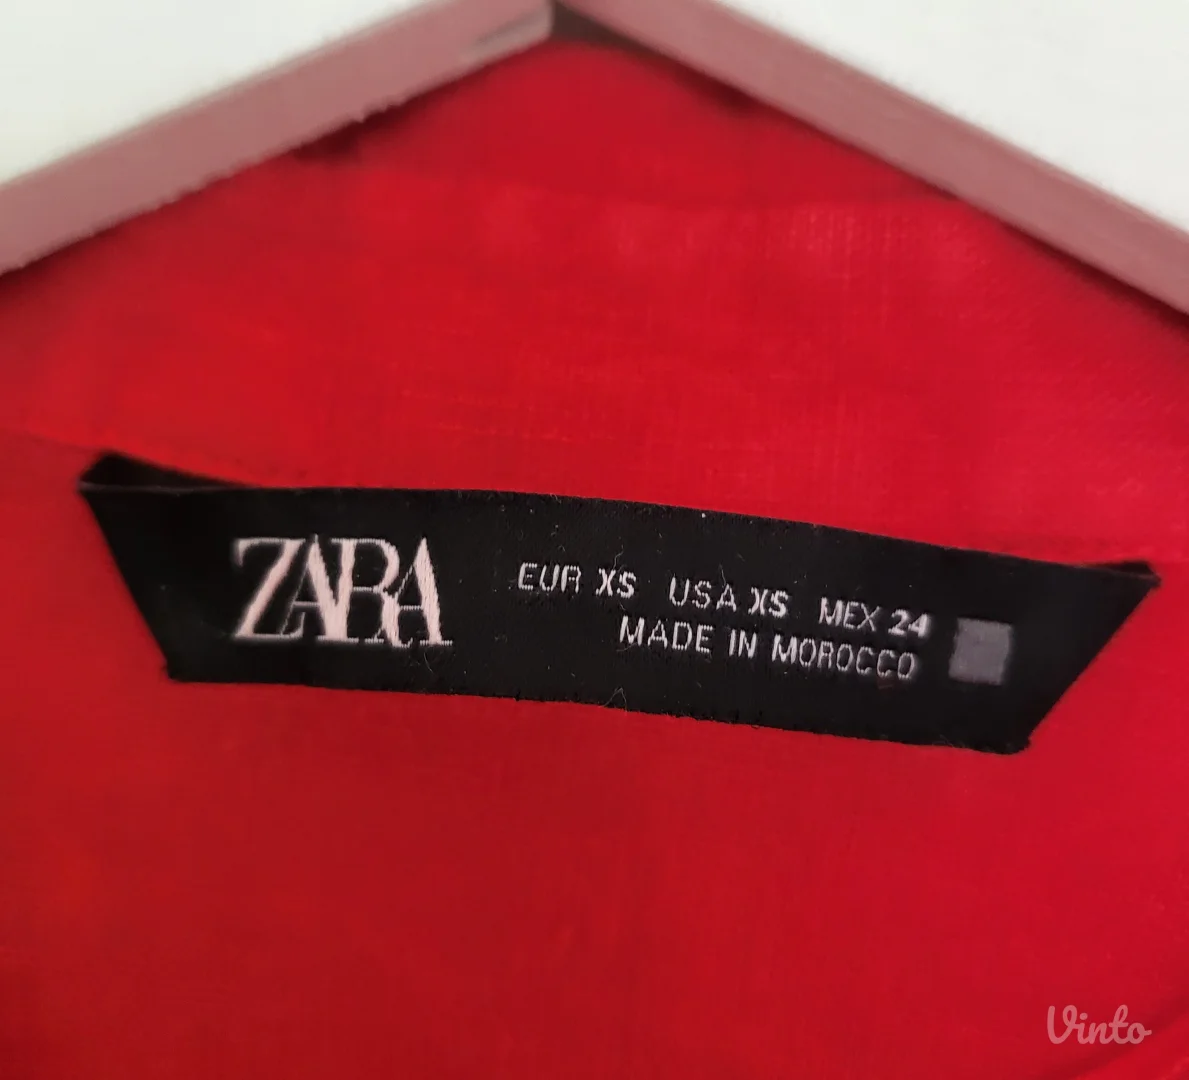 ZARA
EUR XS USA XS MEX 24
MADE IN MOROCCO
Vinto